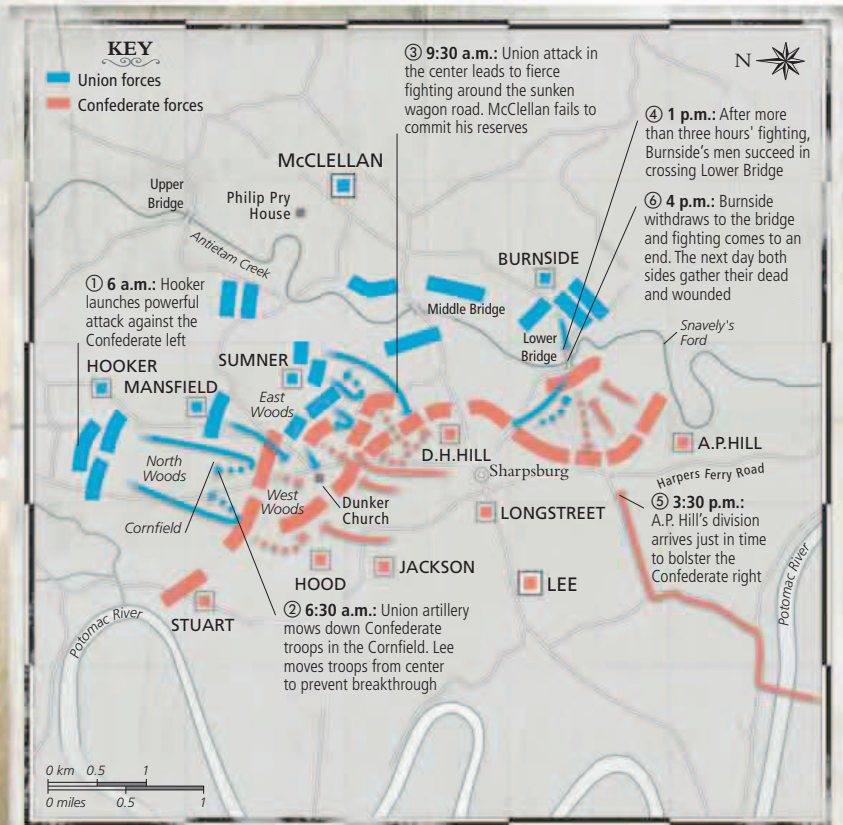 KEY
Union forces
Confederate forces
③ 9:30 a.m.: Union attack in
the center leads to fierce
fighting around the sunken
wagon road. McClellan fails to
commit his reserves
N
④ 1 p.m.: After more
than three hours' fighting,
Burnside's men succeed in
crossing Lower Bridge
⑥ 4 p.m.: Burnside
withdraws to the bridge
and fighting comes to an
end. The next day both
sides gather their dead
and wounded
McCLELLAN
Upper
Bridge
Philip Pry
House
Antietam Creek
BURNSIDE
① 6 a.m.: Hooker
launches powerful
attack against the
Confederate left
Middle Bridge
Lower
Bridge
Snavely's
Ford
HOOKER
MANSFIELD
SUMNER
East
Woods
North
Woods
Cornfield
West
Woods
Dunker
Church
D.H.HILL
Sharpsburg
A.P.HILL
Harpers Ferry Road
LONGSTREET
⑤ 3:30 p.m.:
A.P. Hill's division
arrives just in time
to bolster the
Confederate right
HOOD
JACKSON
LEE
STUART
② 6:30 a.m.: Union artillery
mows down Confederate
troops in the Cornfield. Lee
moves troops from center
to prevent breakthrough
Potomac River
Potomac River
0 km 0.5 1
0 miles 0.5 1